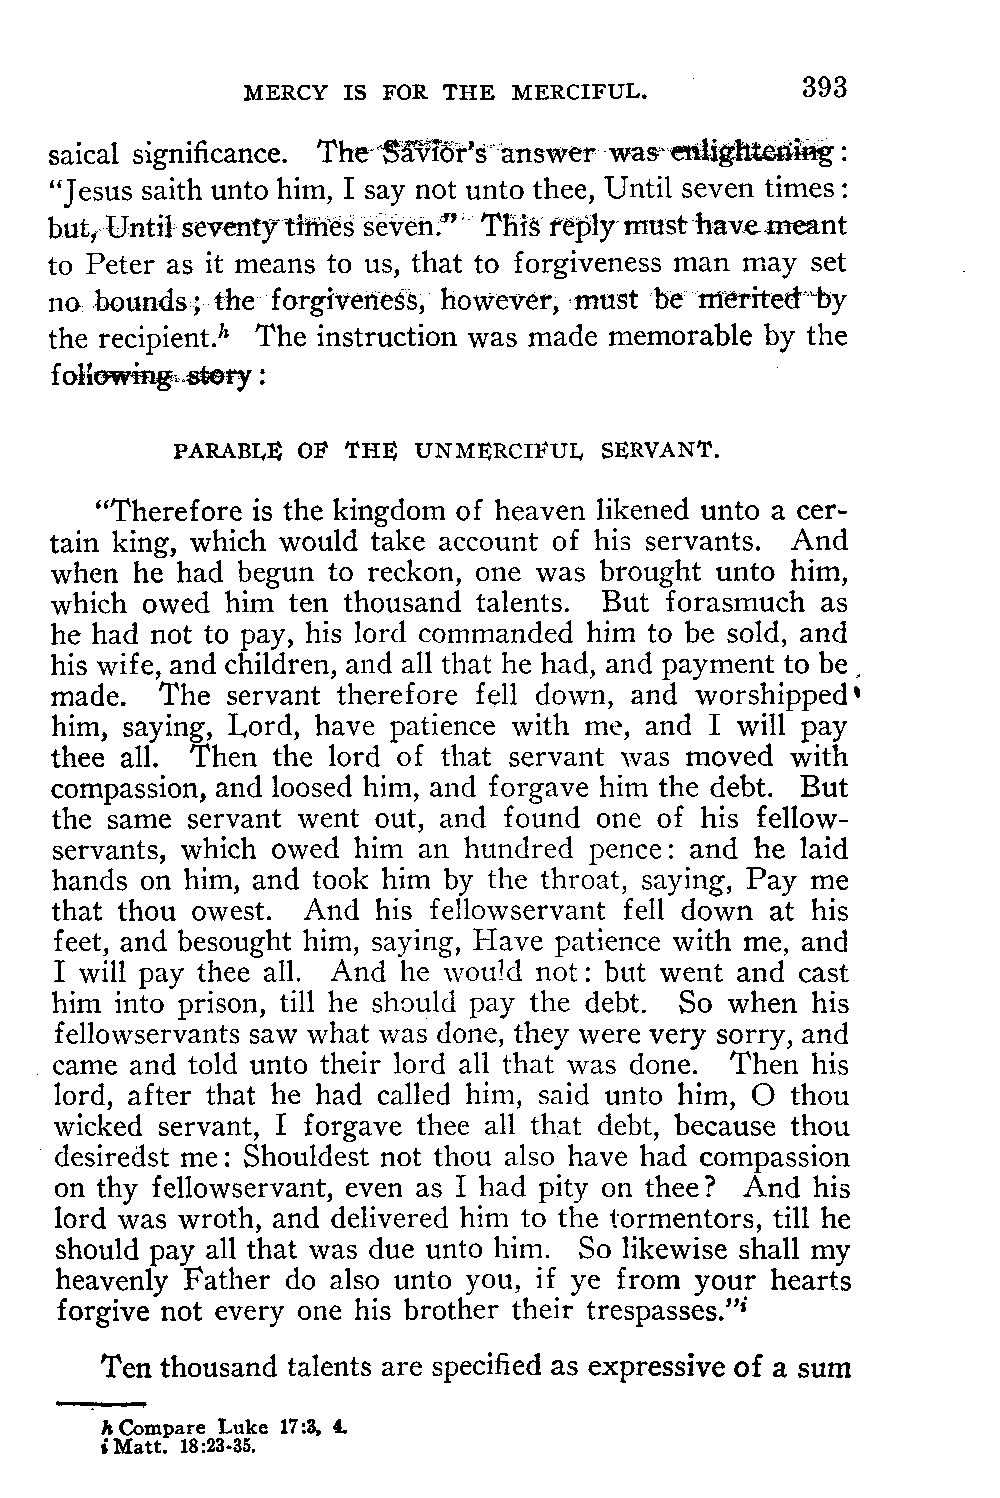 MERCY IS FOR THE MERCIFUL. 393
saical significance. The Savior's answer was enlightening:
"Jesus saith unto him, I say not unto thee, Until seven times:
but, Until seventy times seven." This reply must have meant
to Peter as it means to us, that to forgiveness man may set
no bounds; the forgiveness, however, must be merited by
the recipient.h The instruction was made memorable by the
following story:
PARABLE OF THE UNMERCIFUL SERVANT.
"Therefore is the kingdom of heaven likened unto a cer-
tain king, which would take account of his servants. And
when he had begun to reckon, one was brought unto him,
which owed him ten thousand talents. But forasmuch as
he had not to pay, his lord commanded him to be sold, and
his wife, and children, and all that he had, and payment to be
made. The servant therefore fell down, and worshipped
him, saying, Lord, have patience with me, and I will pay
thee all. Then the lord of that servant was moved with
compassion, and loosed him, and forgave him the debt. But
the same servant went out, and found one of his fellow-
servants, which owed him an hundred pence: and he laid
hands on him, and took him by the throat, saying, Pay me
that thou owest. And his fellowservant fell down at his
feet, and besought him, saying, Have patience with me, and
I will pay thee all. And he would not: but went and cast
him into prison, till he should pay the debt. So when his
fellowservants saw what was done, they were very sorry, and
came and told unto their lord all that was done. Then his
lord, after that he had called him, said unto him, O thou
wicked servant, I forgave thee all that debt, because thou
desiredst me: Shouldest not thou also have had compassion
on thy fellowservant, even as I had pity on thee? And his
lord was wroth, and delivered him to the tormentors, till he
should pay all that was due unto him. So likewise shall my
heavenly Father do also unto you, if ye from your hearts
forgive not every one his brother their trespasses."i
Ten thousand talents are specified as expressive of a sum
h Compare Luke 17:3, 4.
i Matt. 18:23-35.